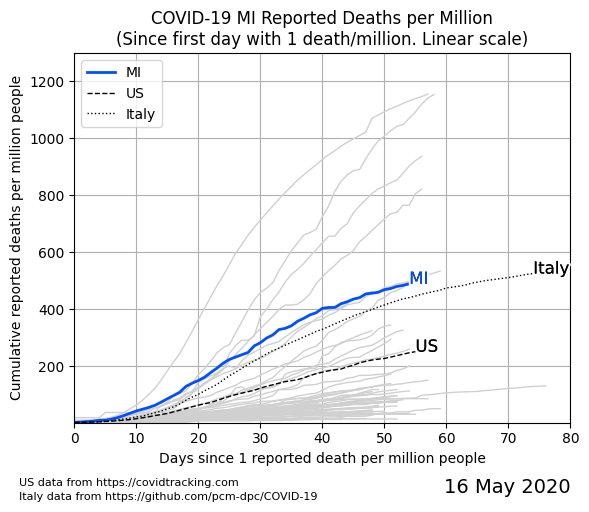 COVID-19 MI Reported Deaths per Million
(Since first day with 1 death/million. Linear scale)
Cumulative reported deaths per million people
1200
1000
800
600
400
200
MI
US
Italy
Italy
MI
US
0 10 20 30 40 50 60 70 80
Days since 1 reported death per million people
US data from https://covidtracking.com
Italy data from https://github.com/pcm-dpc/COVID-19
16 May 2020